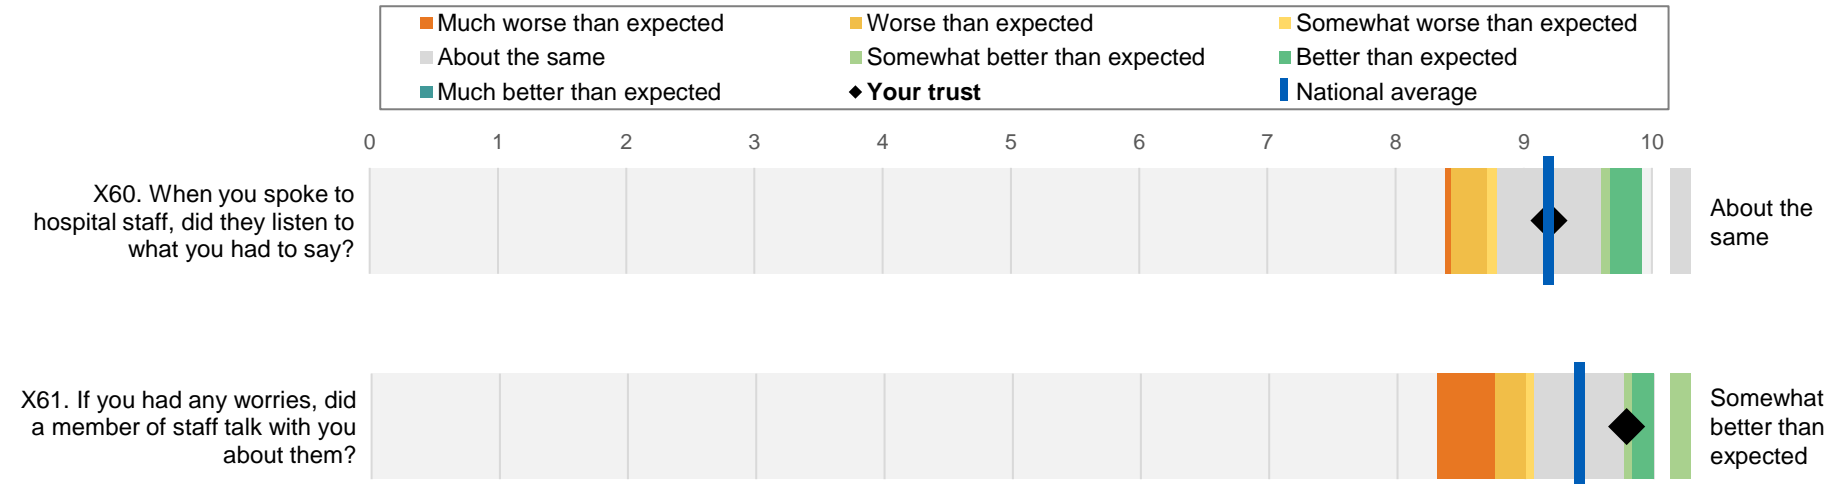 Much worse than expected
Worse than expected
Somewhat worse than expected
About the same
Somewhat better than expected
Better than expected
Much better than expected
Your trust
National average
0 1 2 3 4 5 6 7 8 9 10
X60. When you spoke to
hospital staff, did they listen to
what you had to say?
About the
same
X61. If you had any worries, did
a member of staff talk with you
about them?
Somewhat
better than
expected